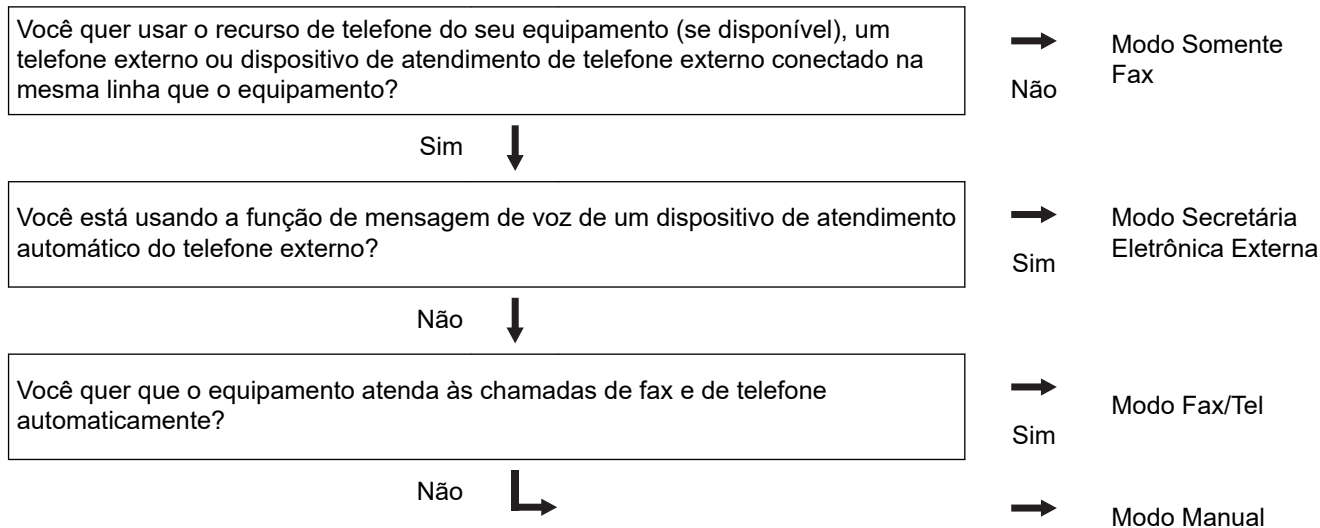 Você quer usar o recurso de telefone do seu equipamento (se disponível), um
telefone externo ou dispositivo de atendimento de telefone externo conectado na
mesma linha que o equipamento?
Não
Modo Somente
Fax
Sim
Você está usando a função de mensagem de voz de um dispositivo de atendimento
automático do telefone externo?
Sim
Modo Secretária
Eletrônica Externa
Não
Você quer que o equipamento atenda às chamadas de fax e de telefone
automaticamente?
Sim
Modo Fax/Tel
Não
Modo Manual